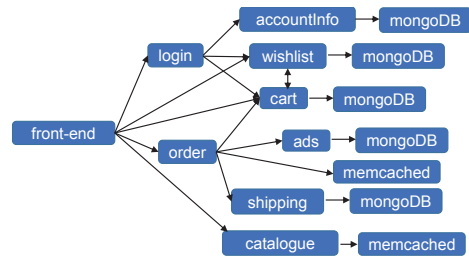 accountInfo mongoDB
login wishlist mongoDB
cart mongoDB
front-end
order ads mongoDB
memcached
shipping mongoDB
catalogue memcached